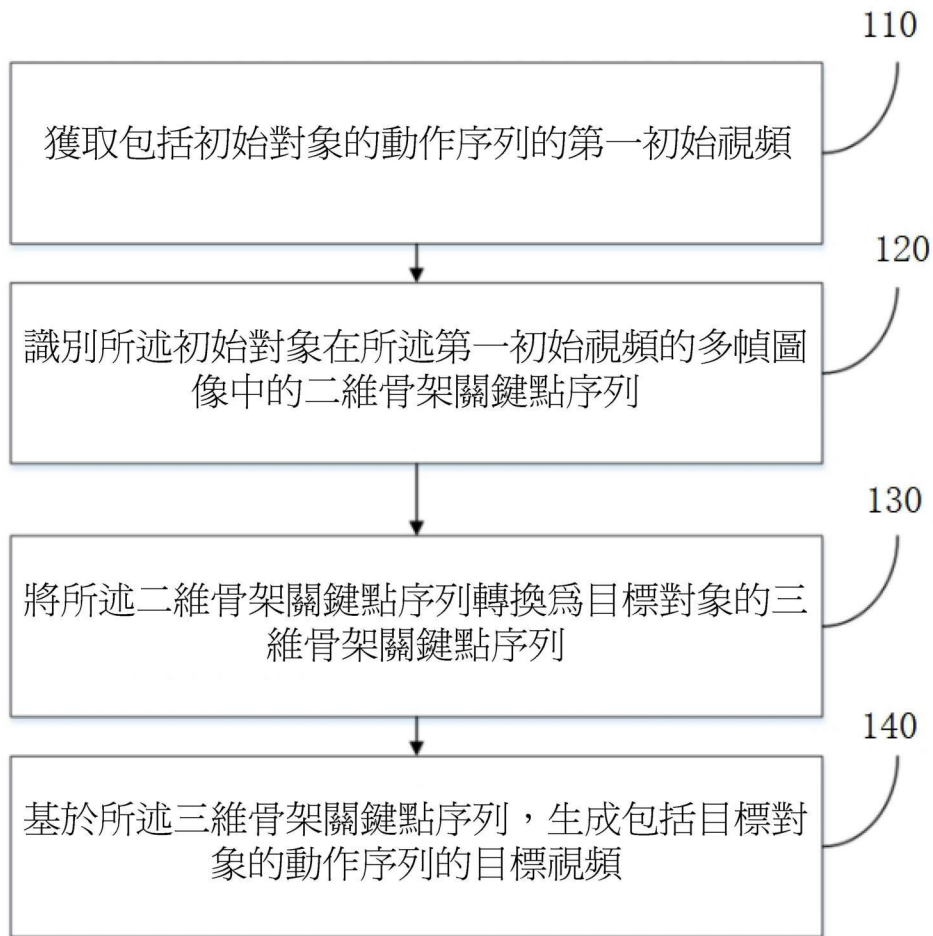 110
獲取包括初始對象的動作序列的第一初始視頻
120
識別所述初始對象在所述第一初始視頻的多幀圖
像中的二維骨架關鍵點序列
130
將所述二維骨架關鍵點序列轉換爲目標對象的三
維骨架關鍵點序列
140
基於所述三維骨架關鍵點序列，生成包括目標對
象的動作序列的目標視頻